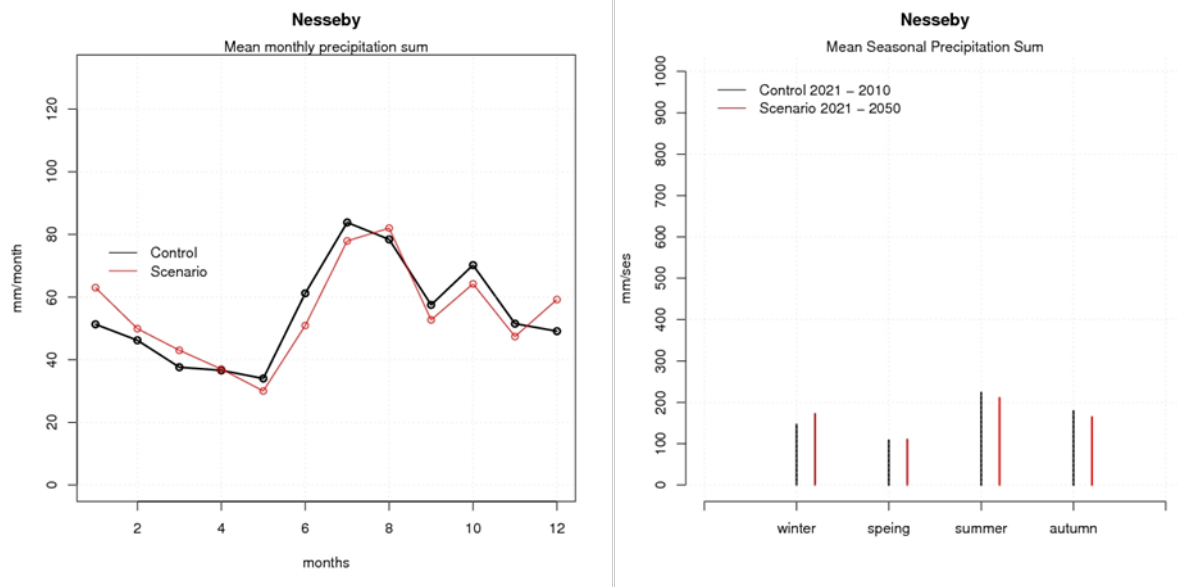 Nesseby
Mean monthly precipitation sum
120
100
80
60
40
20
0
mm/month
Control
Scenario
2 4 6 8 10 12
months
Nesseby
Mean Seasonal Precipitation Sum
1000
900
800
700
600
500
400
300
200
100
0
mm/ses
Control 2021 – 2010
Scenario 2021 – 2050
winter speing summer autumn